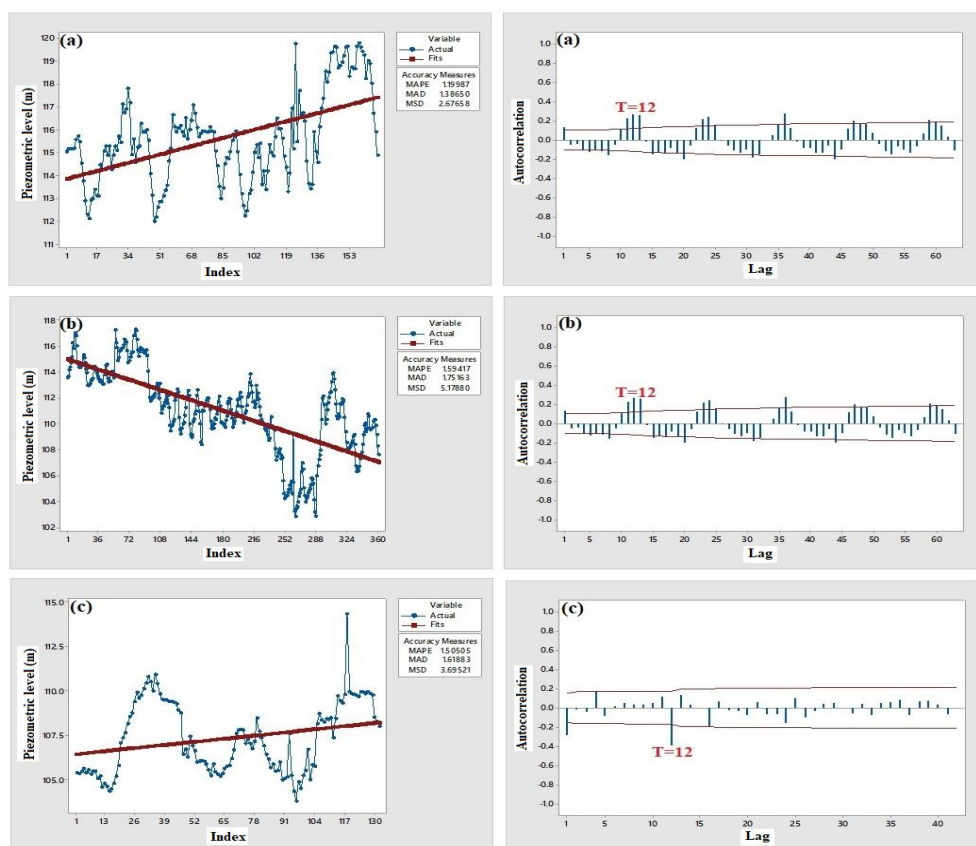 (a)
Piezometric level (m)
120
119
118
117
116
115
114
113
112
111
1 17 34 51 68 85 102 119 136 153
Index
Variable
Actual
Fits
Accuracy Measures
MAPE 1.19987
MAD 1.38650
MSD 2.67658
(a)
Autocorrelation
1.0
0.8
0.6
0.4
0.2
0.0
-0.2
-0.4
-0.6
-0.8
-1.0
T=12
1 5 10 15 20 25 30 35 40 45 50 55 60
Lag
(b)
Piezometric level (m)
118
116
114
112
110
108
106
104
102
1 36 72 108 144 180 216 252 288 324 360
Index
Variable
Actual
Fits
Accuracy Measures
MAPE 1.59417
MAD 1.75163
MSD 5.17880
(b)
Autocorrelation
1.0
0.8
0.6
0.4
0.2
0.0
-0.2
-0.4
-0.6
-0.8
-1.0
T=12
1 5 10 15 20 25 30 35 40 45 50 55 60
Lag
(c)
Piezometric level (m)
115.0
112.5
110.0
107.5
105.0
1 13 26 39 52 65 78 91 104 117 130
Index
Variable
Actual
Fits
Accuracy Measures
MAPE 1.50505
MAD 1.61883
MSD 3.69521
(c)
Autocorrelation
1.0
0.8
0.6
0.4
0.2
0.0
-0.2
-0.4
-0.6
-0.8
-1.0
T=12
1 5 10 15 20 25 30 35 40
Lag